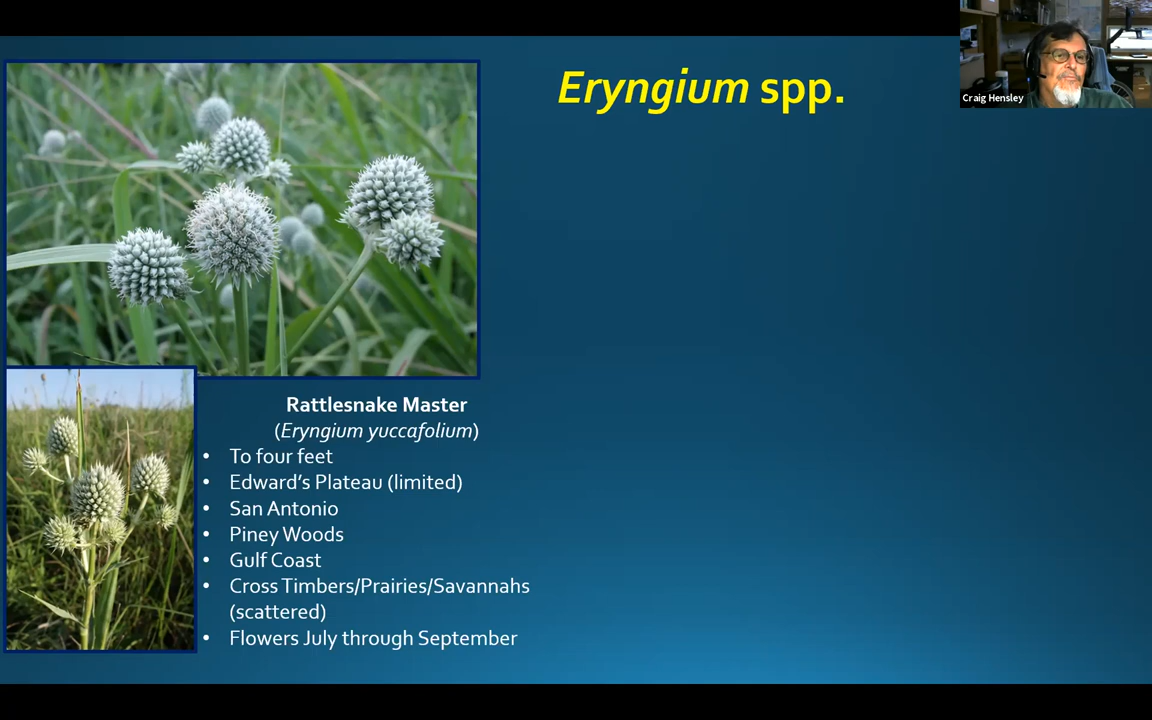 Eryngium spp.
Craig Hensley
Rattlesnake Master
(Eryngium yuccafolium)
• To four feet
• Edward's Plateau (limited)
• San Antonio
• Piney Woods
• Gulf Coast
• Cross Timbers/Prairies/Savannahs
(scattered)
• Flowers July through September